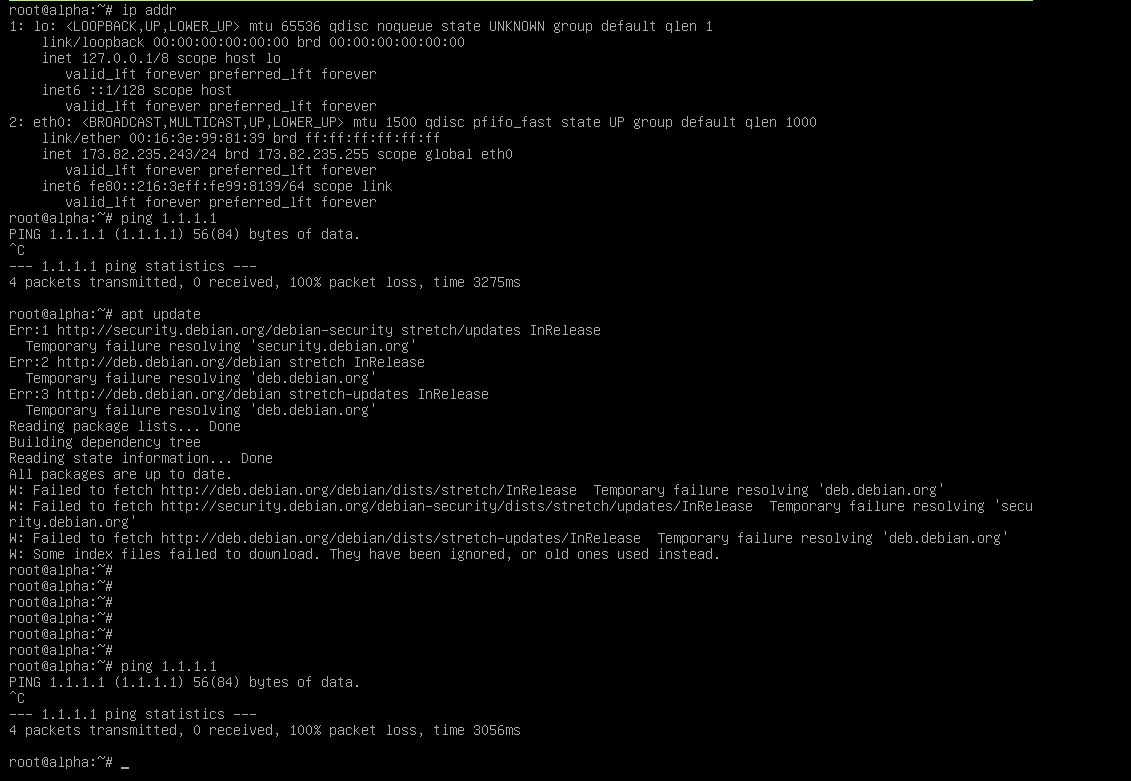 root@alpha:~# ip addr
1: lo: <LOOPBACK,UP,LOWER_UP> mtu 65536 qdisc noqueue state UNKNOWN group default qlen 1
    link/loopback 00:00:00:00:00:00 brd 00:00:00:00:00:00
    inet 127.0.0.1/8 scope host lo
       valid_lft forever preferred_lft forever
    inet6 ::1/128 scope host
       valid_lft forever preferred_lft forever
2: eth0: <BROADCAST,MULTICAST,UP,LOWER_UP> mtu 1500 qdisc pfifo_fast state UP group default qlen 1000
    link/ether 00:16:3e:99:81:39 brd ff:ff:ff:ff:ff:ff
    inet 173.82.235.243/24 brd 173.82.235.255 scope global eth0
       valid_lft forever preferred_lft forever
    inet6 fe80::216:3eff:fe99:8139/64 scope link
       valid_lft forever preferred_lft forever
root@alpha:~# ping 1.1.1.1
PING 1.1.1.1 (1.1.1.1) 56(84) bytes of data.
^C
--- 1.1.1.1 ping statistics ---
4 packets transmitted, 0 received, 100% packet loss, time 3275ms

root@alpha:~# apt update
Err:1 http://security.debian.org/debian-security stretch/updates InRelease
  Temporary failure resolving 'security.debian.org'
Err:2 http://deb.debian.org/debian stretch InRelease
  Temporary failure resolving 'deb.debian.org'
Err:3 http://deb.debian.org/debian stretch-updates InRelease
  Temporary failure resolving 'deb.debian.org'
Reading package lists... Done
Building dependency tree
Reading state information... Done
All packages are up to date.
W: Failed to fetch http://deb.debian.org/debian/dists/stretch/InRelease  Temporary failure resolving 'deb.debian.org'
W: Failed to fetch http://security.debian.org/debian-security/dists/stretch/updates/InRelease  Temporary failure resolving 'secu
rity.debian.org'
W: Failed to fetch http://deb.debian.org/debian/dists/stretch-updates/InRelease  Temporary failure resolving 'deb.debian.org'
W: Some index files failed to download. They have been ignored, or old ones used instead.
root@alpha:~#
root@alpha:~#
root@alpha:~#
root@alpha:~#
root@alpha:~#
root@alpha:~#
root@alpha:~# ping 1.1.1.1
PING 1.1.1.1 (1.1.1.1) 56(84) bytes of data.
^C
--- 1.1.1.1 ping statistics ---
4 packets transmitted, 0 received, 100% packet loss, time 3056ms

root@alpha:~# _